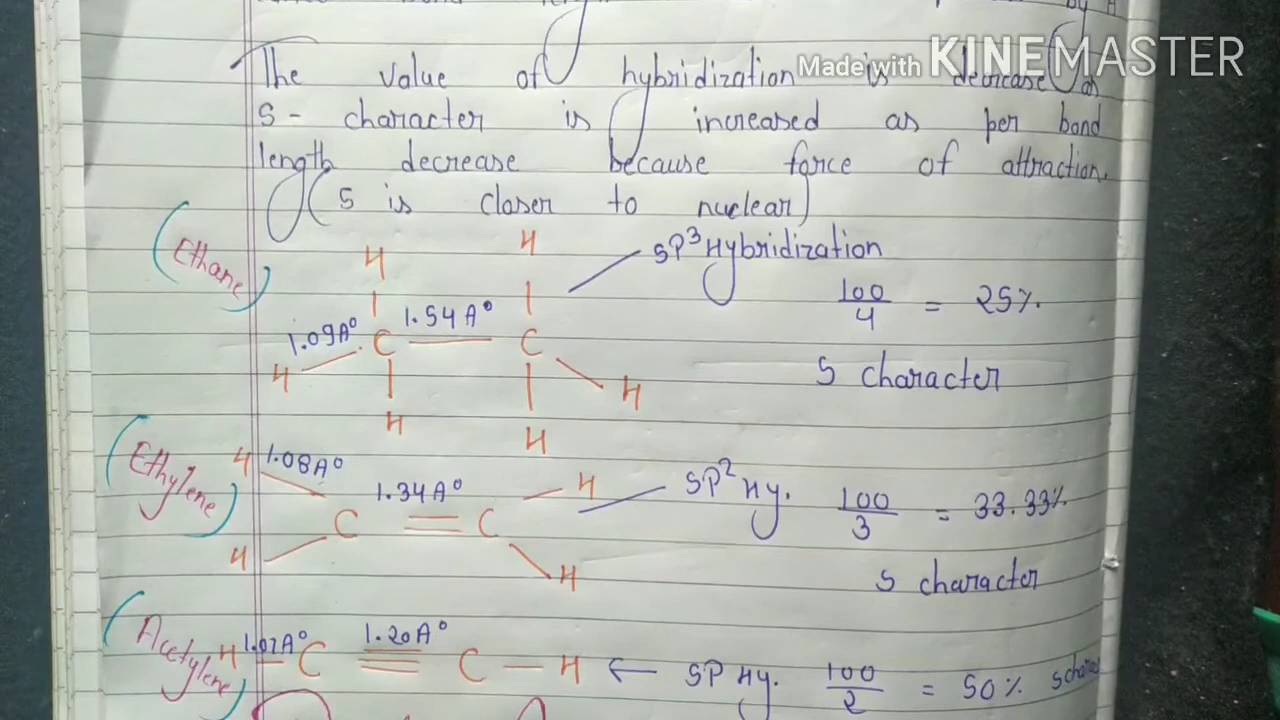 Made with KINEMASTER
The value of hybridization is decrease as
S - character is increased as per bond
length decrease because force of attraction.
(S is closer to nuclear)
(Ethane)
H H
SP³ Hybridization
100/4 = 25%.
1.09A° 1.54A°
C C
S character
H H
H H
(Ethylene)
H 1.08A°
1.34A°
H
SP² Hy. 100/3 = 33.33%
C = C
H H
S character
(Acetylene)
H 1.07A° C 1.20A° ≡ C - H ← SP Hy. 100/2 = 50%